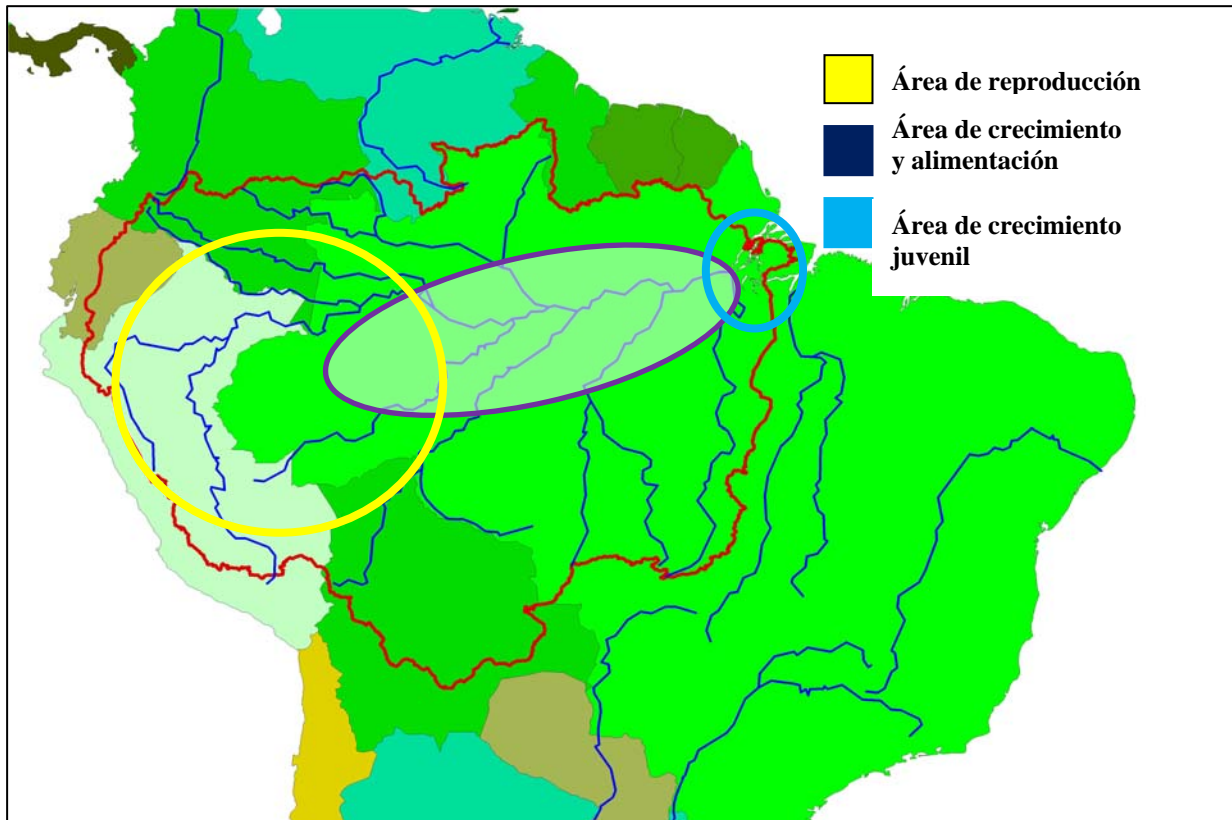 Área de reproducción
Área de crecimiento
y alimentación
Área de crecimiento
juvenil